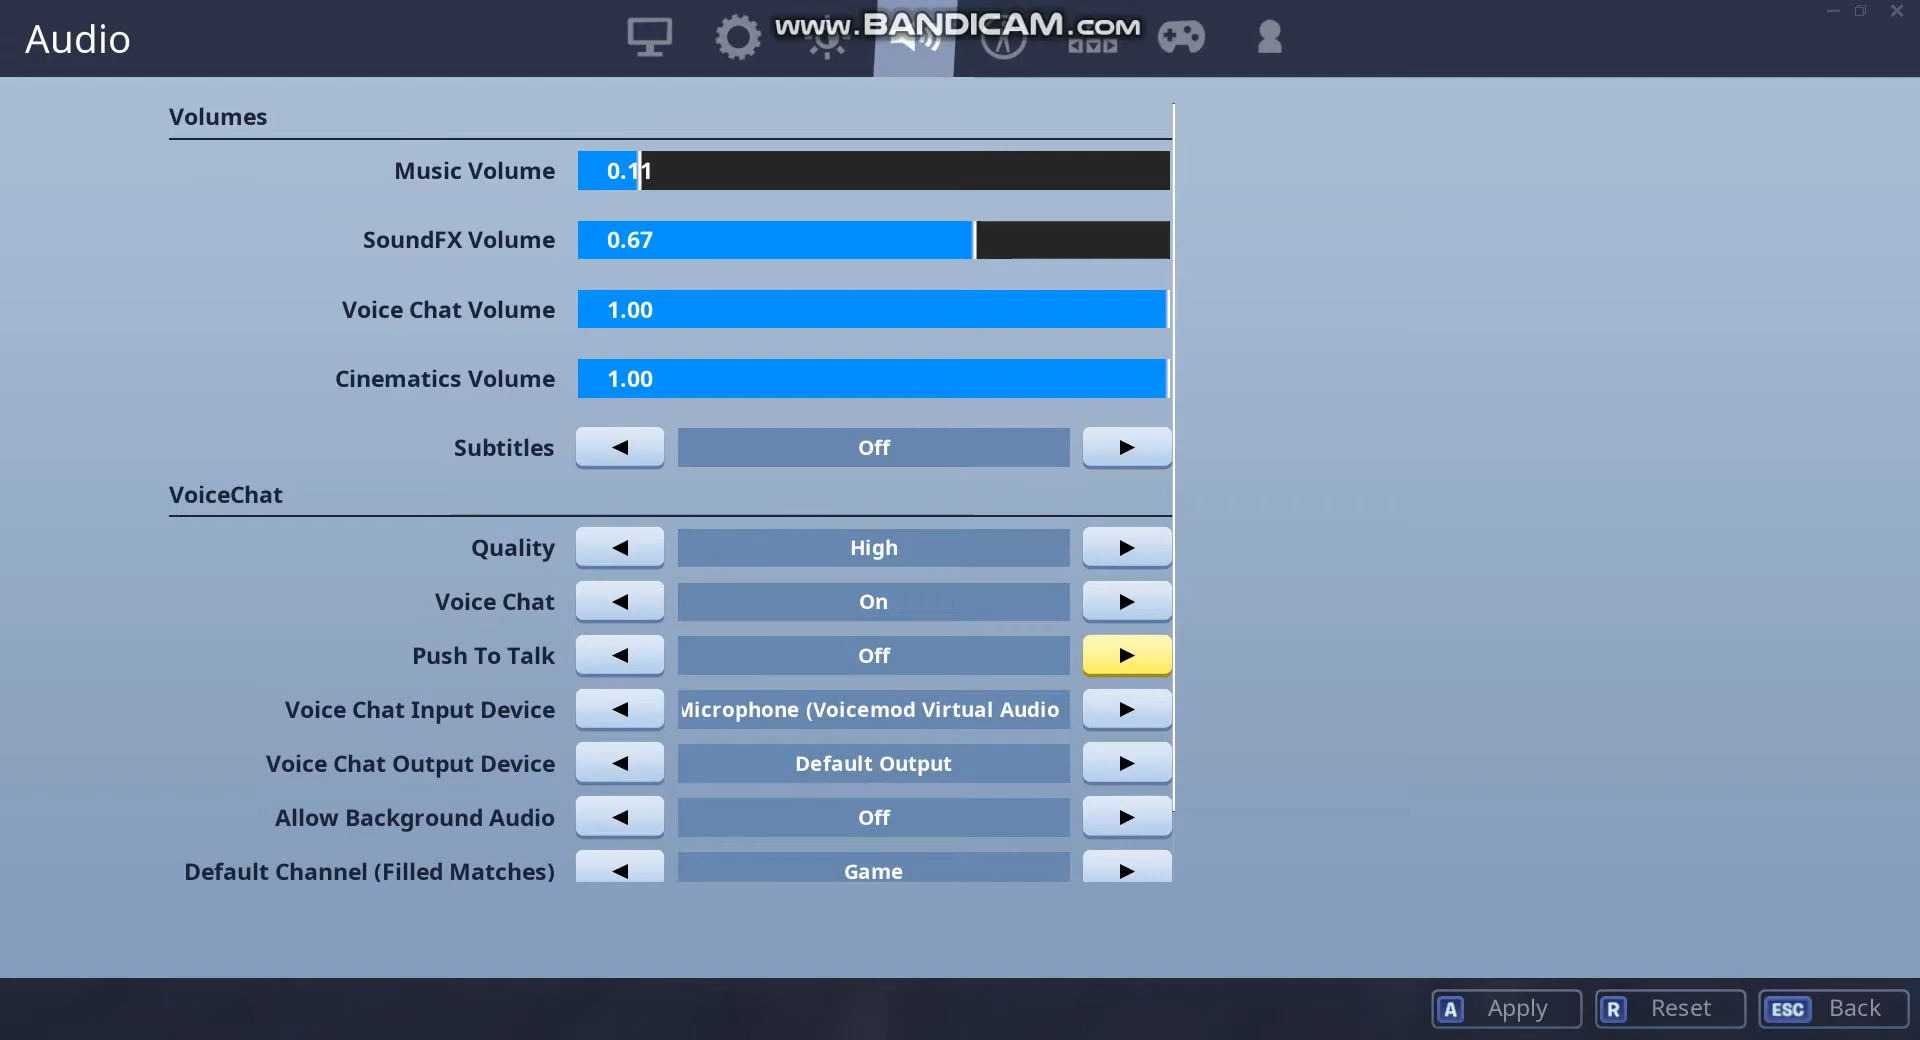 Audio
www.BANDICAM.com
Volumes
Music Volume 0.11
SoundFX Volume 0.67
Voice Chat Volume 1.00
Cinematics Volume 1.00
Subtitles Off
VoiceChat
Quality High
Voice Chat On
Push To Talk Off
Voice Chat Input Device Microphone (Voicemod Virtual Audio
Voice Chat Output Device Default Output
Allow Background Audio Off
Default Channel (Filled Matches) Game
A Apply R Reset ESC Back